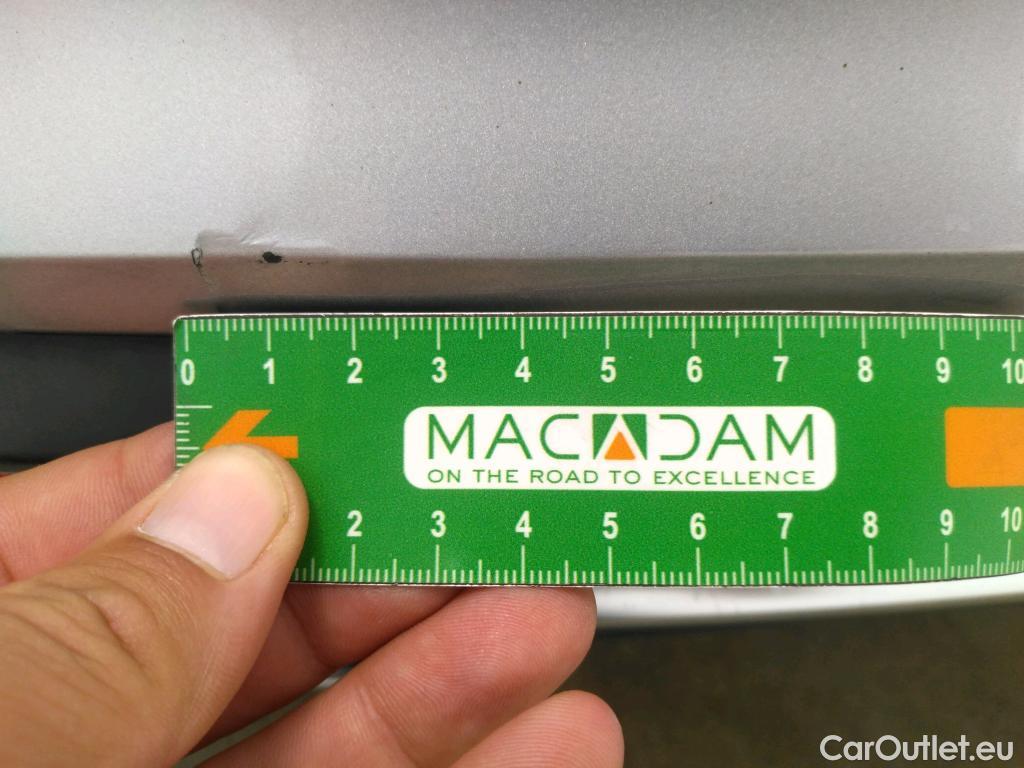 0 1 2 3 4 5 6 7 8 9 10
MACADAM
ON THE ROAD TO EXCELLENCE
2 3 4 5 6 7 8 9 10
CarOutlet.eu